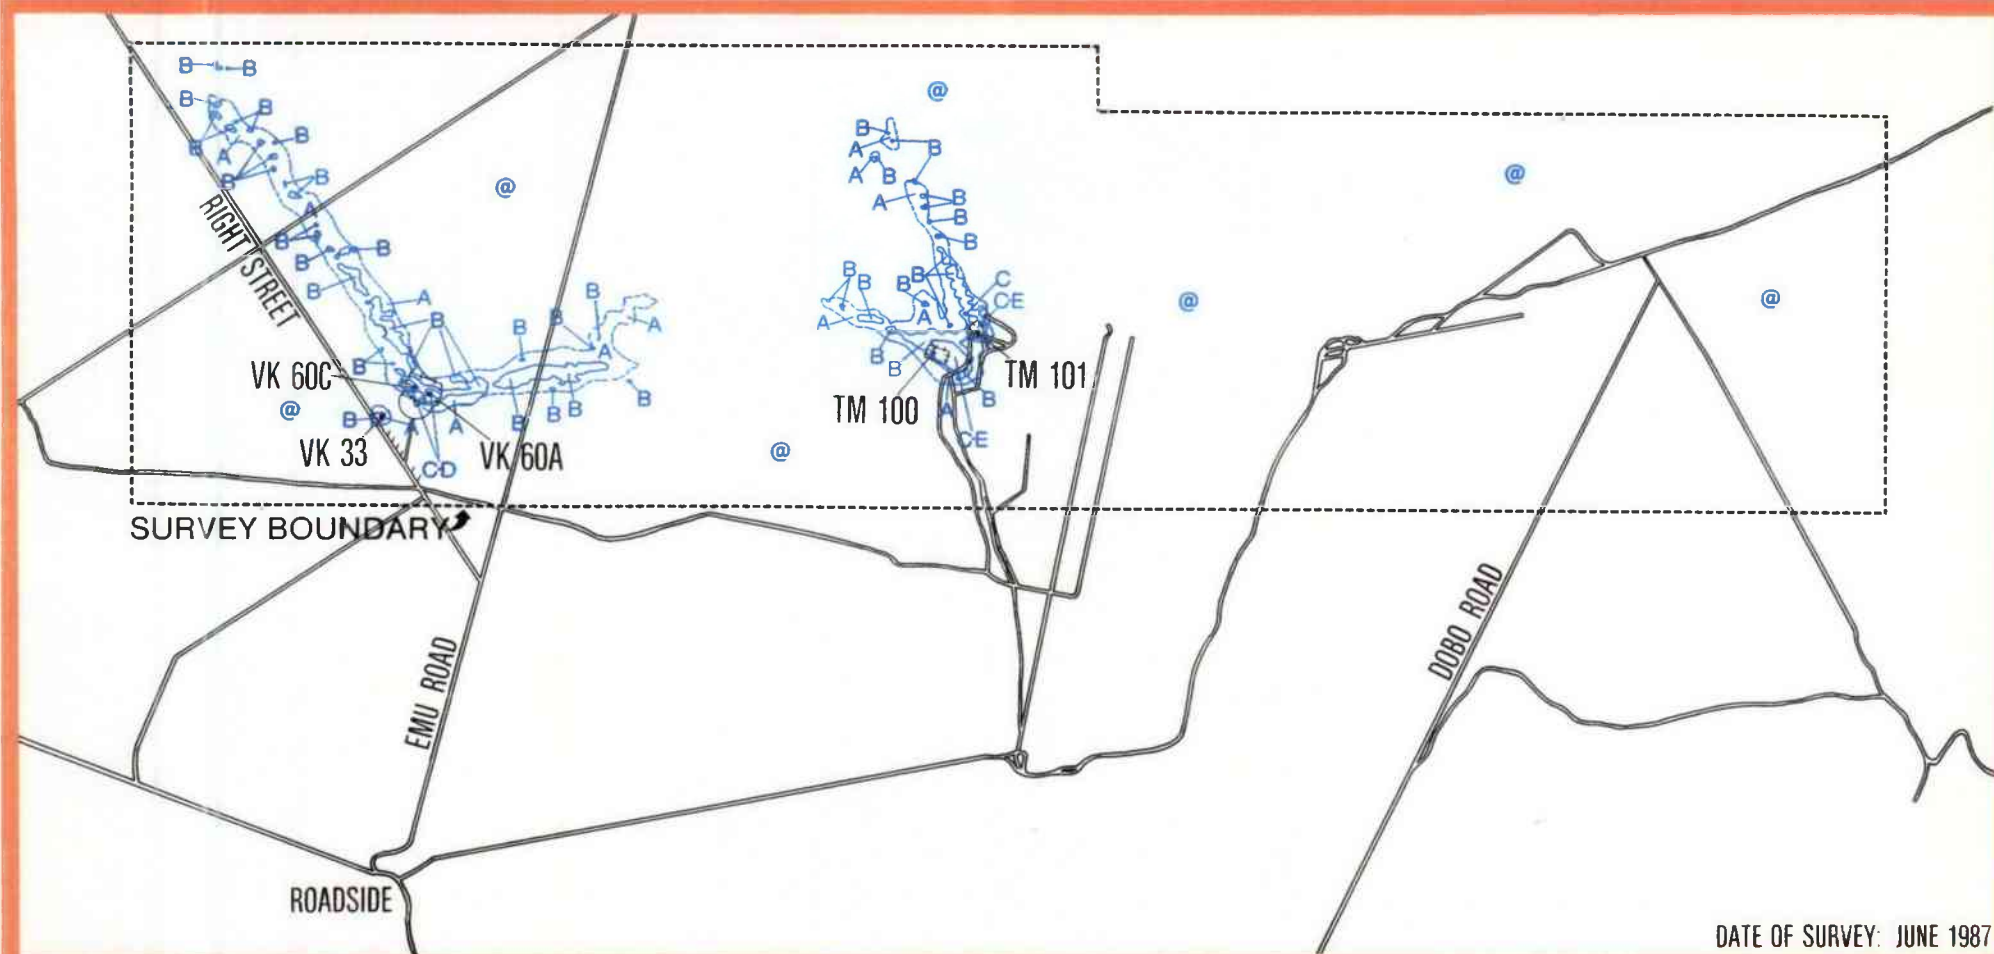 B B
@
B B
B B
B A
B
B
B
A
B B
B
B
A
B
@
B
A B
A B
A B
B
B
@
@
RIGHT STREET
A
B
B
B
B
B
A
B B
B
B
A
B
A
C
C-E
@
@
VK 60C
VK 33
VK 60A
@
B
A
A
C-D
B
B B
B
@
B
B
TM 100
TM 101
A
B
C-E
SURVEY BOUNDARY
EMU ROAD
DOBO ROAD
ROADSIDE
DATE OF SURVEY: JUNE 1987